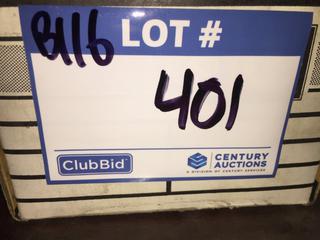 B116 LOT #
401
ClubBid
CENTURY
AUCTIONS
A DIVISION OF CENTURY SERVICES